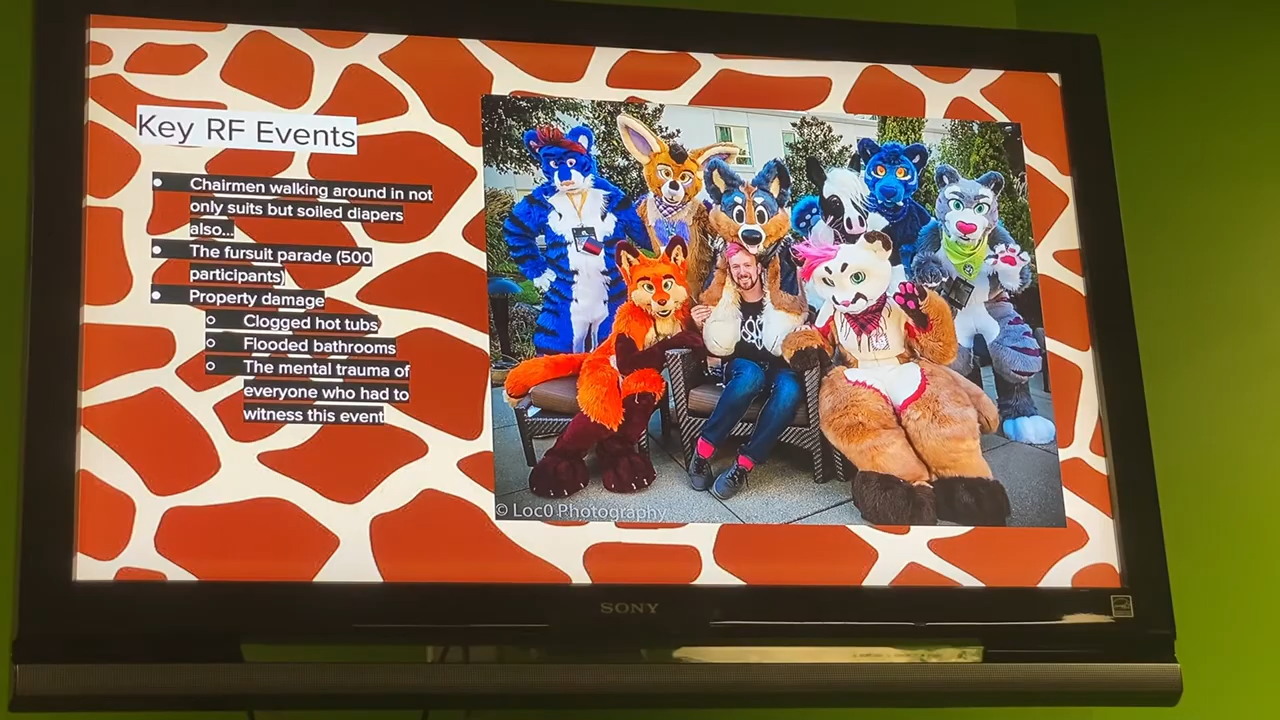 Key RF Events
Chairmen walking around in not
only suits but soiled diapers
also...
The fursuit parade (500
participants)
Property damage
Clogged hot tubs
Flooded bathrooms
The mental trauma of
everyone who had to
witness this event
© Loc0 Photography
SONY